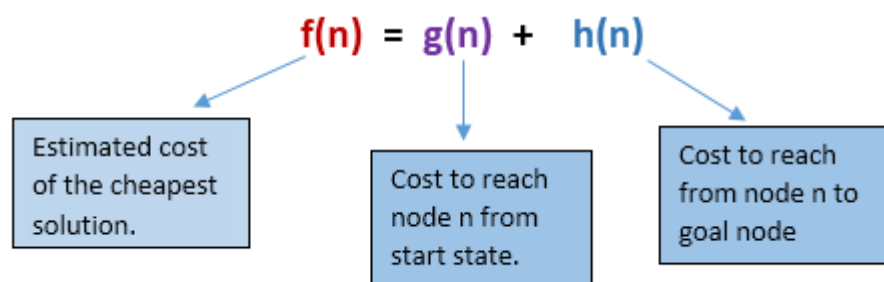 f(n) = g(n) + h(n)
Estimated cost
of the cheapest
solution.
Cost to reach
node n from
start state.
Cost to reach
from node n to
goal node